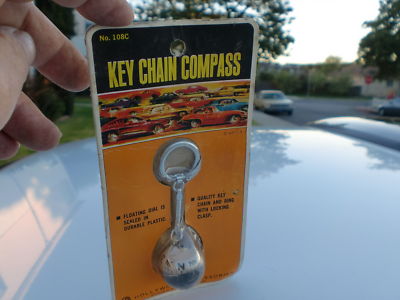 No. 108C
KEY CHAIN COMPASS
■ FLOATING DIAL IS
SEALED IN
DURABLE PLASTIC.
■ QUALITY KEY
CHAIN AND RING
WITH LOCKING
CLASP.
N